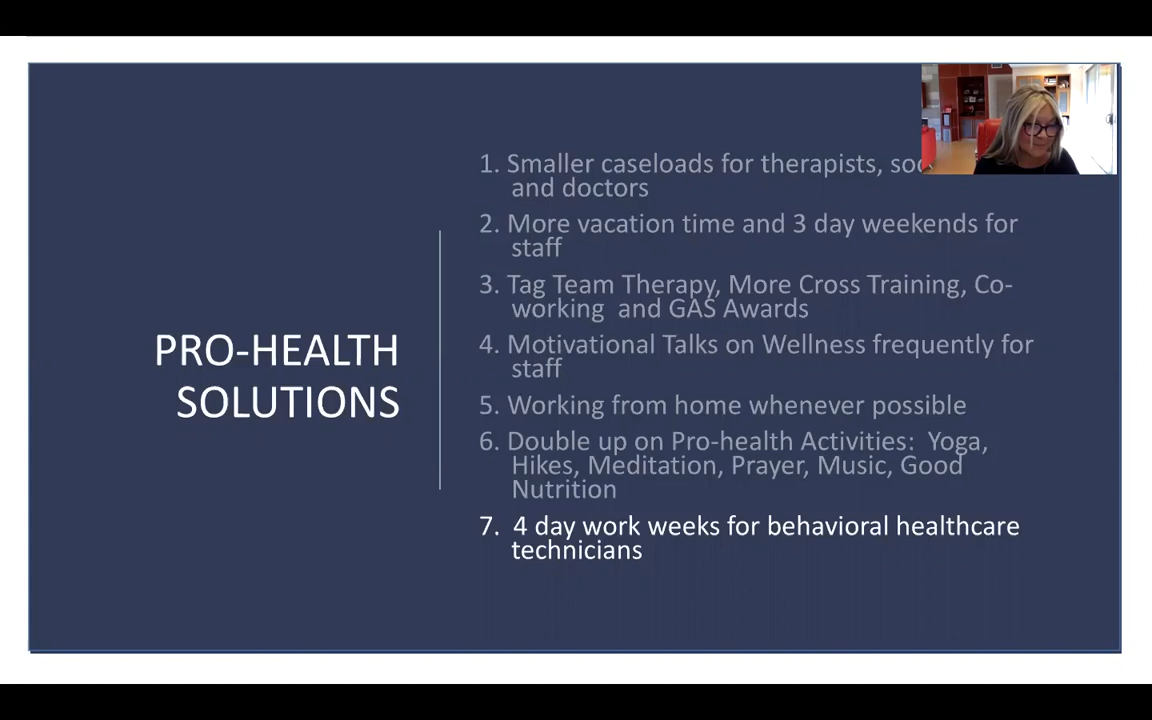 PRO-HEALTH
SOLUTIONS
1. Smaller caseloads for therapists,
and doctors
2. More vacation time and 3 day weekends for
staff
3. Tag Team Therapy, More Cross Training, Co-
working  and GAS Awards
4. Motivational Talks on Wellness frequently for
staff
5. Working from home whenever possible
6. Double up on Pro-health Activities:  Yoga,
Hikes, Meditation, Prayer, Music, Good
Nutrition
7.  4 day work weeks for behavioral healthcare
technicians